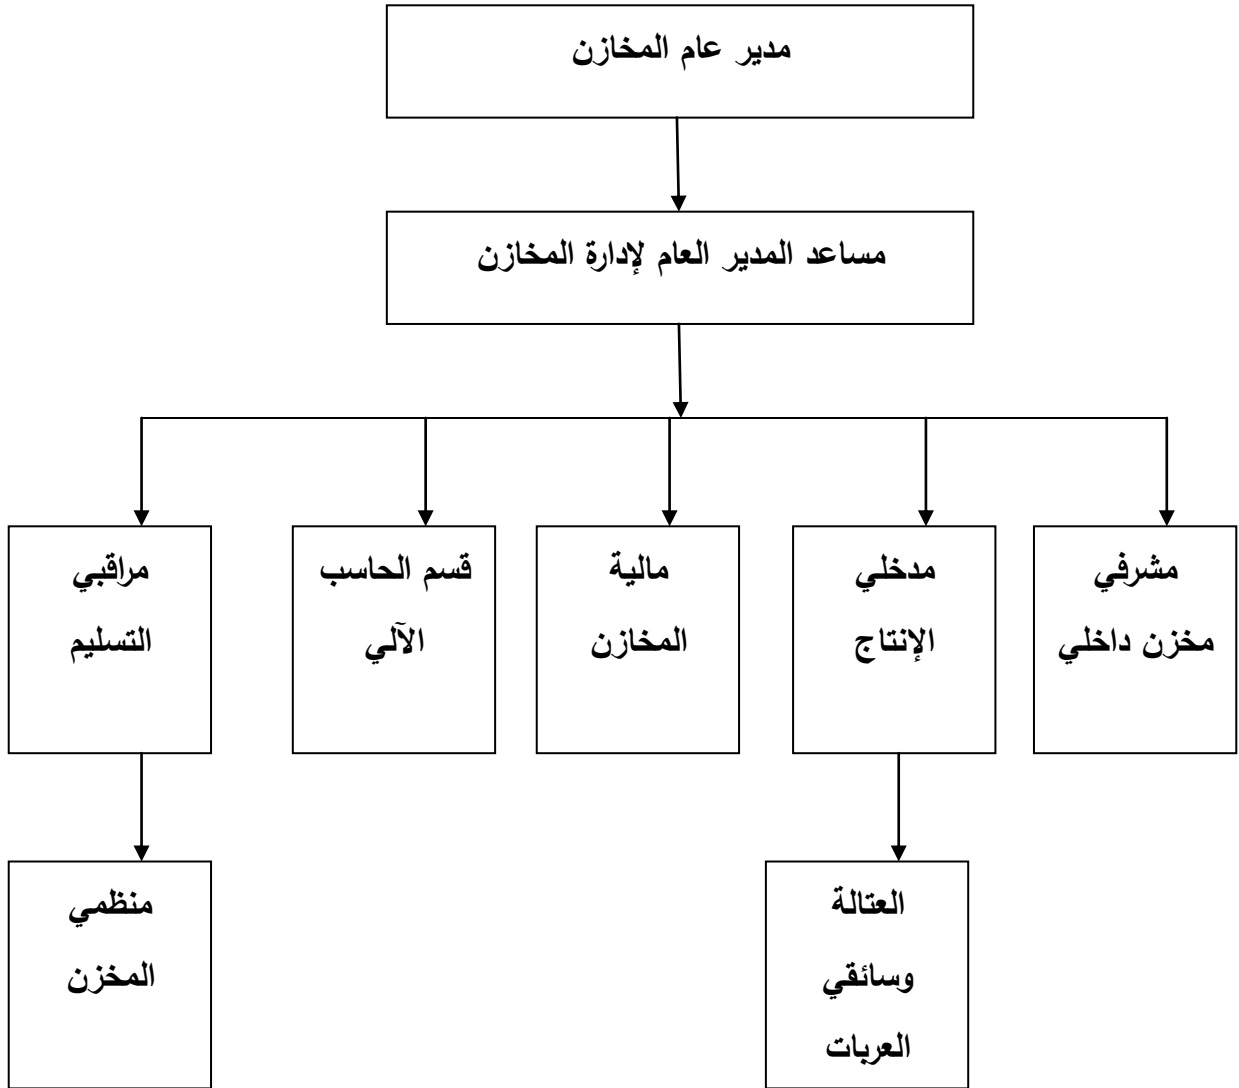 مدير عام المخازن
مساعد المدير العام لإدارة المخازن
مشرفي
مخزن داخلي
مدخلي
الإنتاج
مالية
المخازن
قسم الحاسب
الآلي
مراقبي
التسليم
العتالة
وسائقي
العربات
منظمي
المخزن